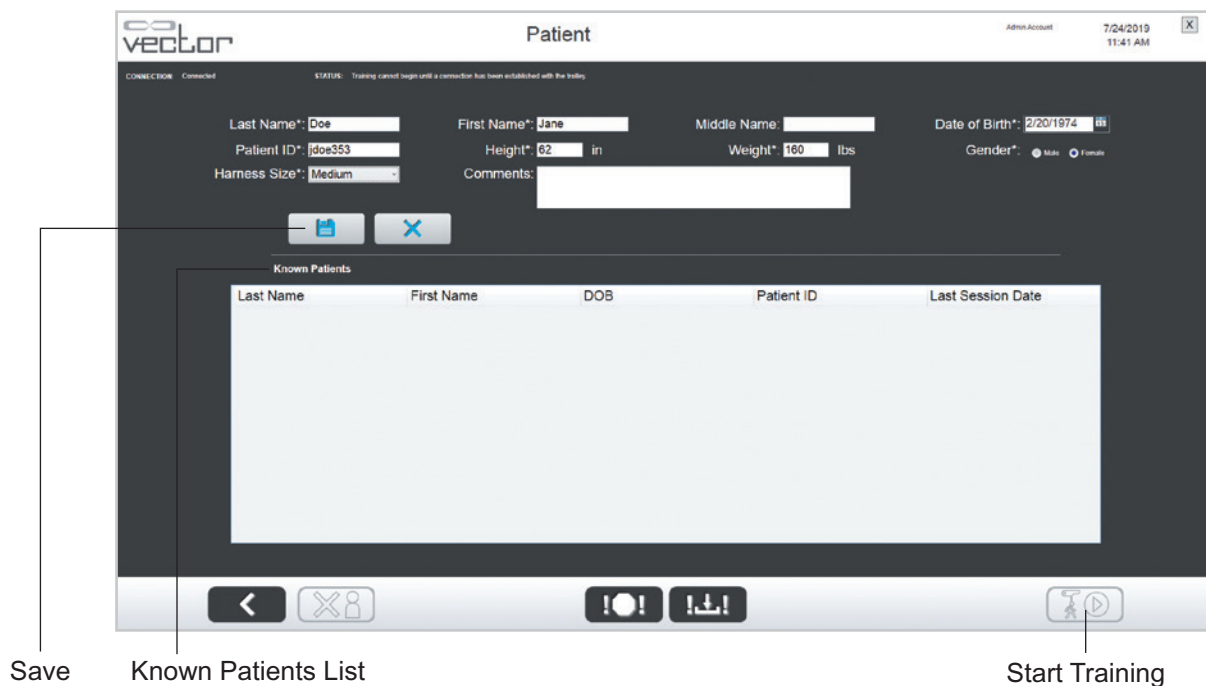 vector
Patient
Admin Account
7/24/2019
11:41 AM
X
CONNECTION Connected STATUS: Training cannot begin until a connection has been established with the trolley.
Last Name*: Doe First Name*: Jane Middle Name: Date of Birth*: 2/20/1974
Patient ID*: jdoe353 Height*: 62 in Weight*: 160 lbs Gender*: Male Female
Harness Size*: Medium Comments:
Known Patients
Last Name First Name DOB Patient ID Last Session Date
! ! ! !
Save Known Patients List Start Training